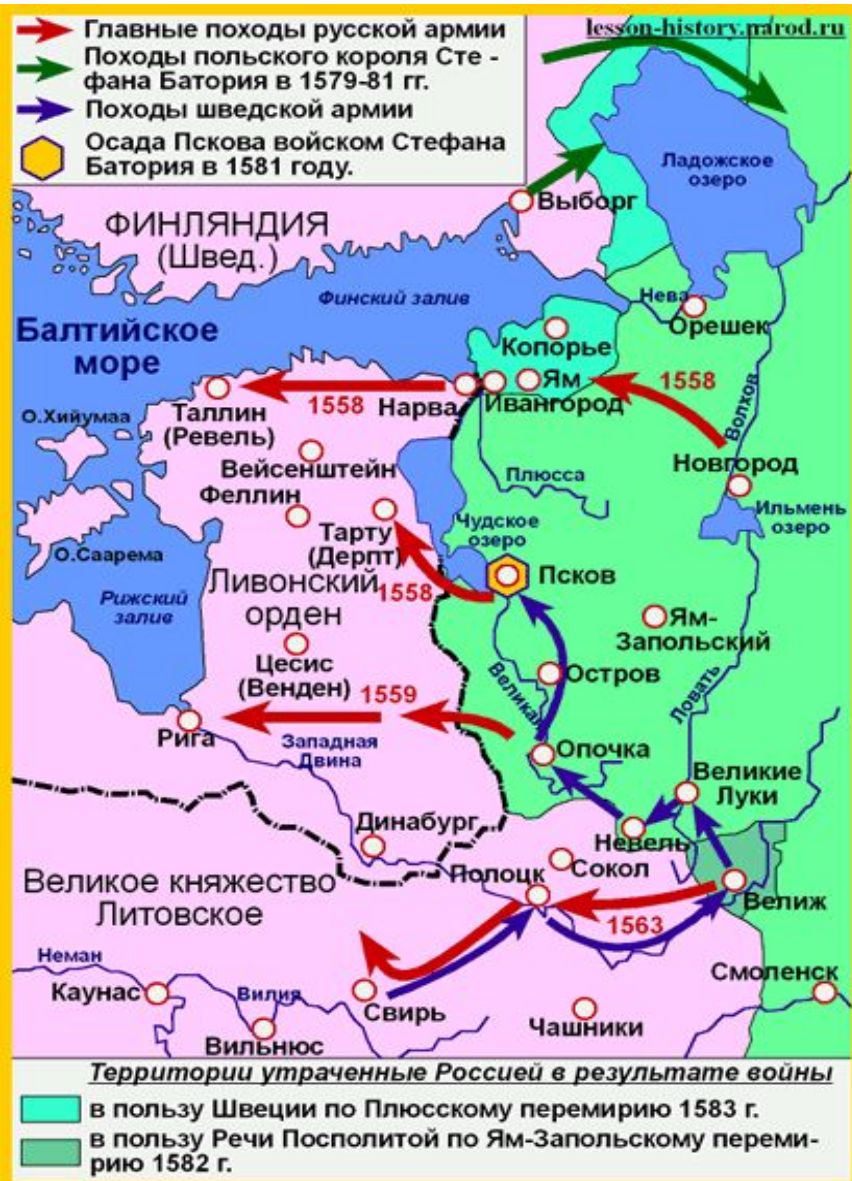 Главные походы русской армии
Походы польского короля Сте -
фана Батория в 1579-81 гг.
Походы шведской армии
Осада Пскова войском Стефана
Батория в 1581 году.
lesson-history.narod.ru
Ладожское
озеро
Выборг
ФИНЛЯНДИЯ
(Швед.)
Финский залив
Нева
Орешек
Балтийское
море
Копорье
Ям
1558
Нарва
Ивангород
1558
Таллин
(Ревель)
О.Хийумаа
Волхов
Вейсенштейн
Новгород
Плюсса
Феллин
Ильмень
озеро
Чудское
озеро
Тарту
(Дерпт)
О.Саарема
Псков
1558
Ливонский
орден
Рижский
залив
Ям-
Запольский
Цесис
(Венден)
Остров
Великая
Ловать
1559
Рига
Западная
Двина
Опочка
Великие
Луки
Динабург
Невель
Сокол
Полоцк
Великое княжество
Литовское
Велиж
1563
Неман
Смоленск
Каунас
Вилия
Свирь
Чашники
Вильнюс
Территории утраченные Россией в результате войны
в пользу Швеции по Плюсскому перемирию 1583 г.
в пользу Речи Посполитой по Ям-Запольскому переми-
рию 1582 г.